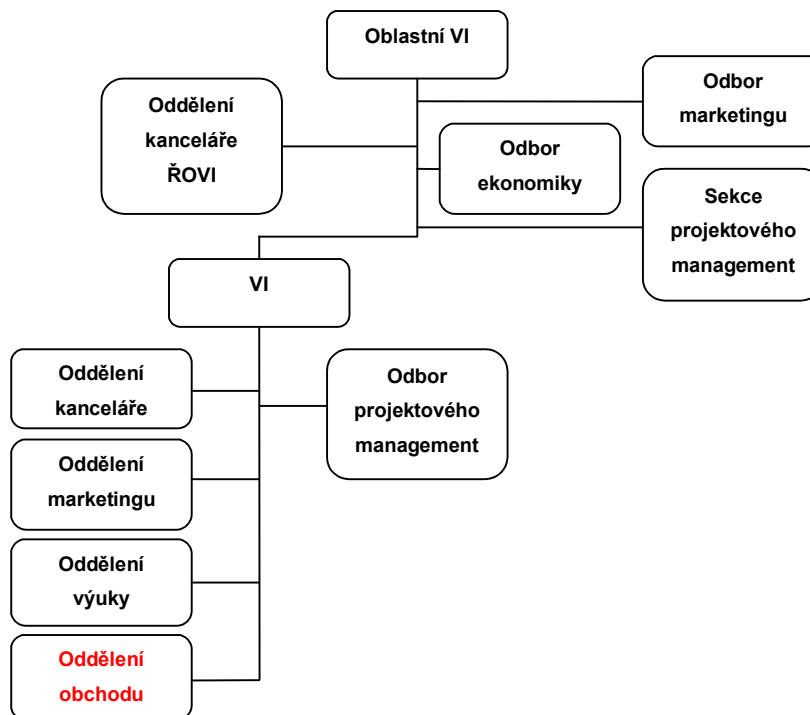 Oblastní VI
Odbor
marketingu
Oddělení
kanceláře
ŘOVI
Odbor
ekonomiky
Sekce
projektového
management
VI
Oddělení
kanceláře
Odbor
projektového
management
Oddělení
marketingu
Oddělení
výuky
Oddělení
obchodu